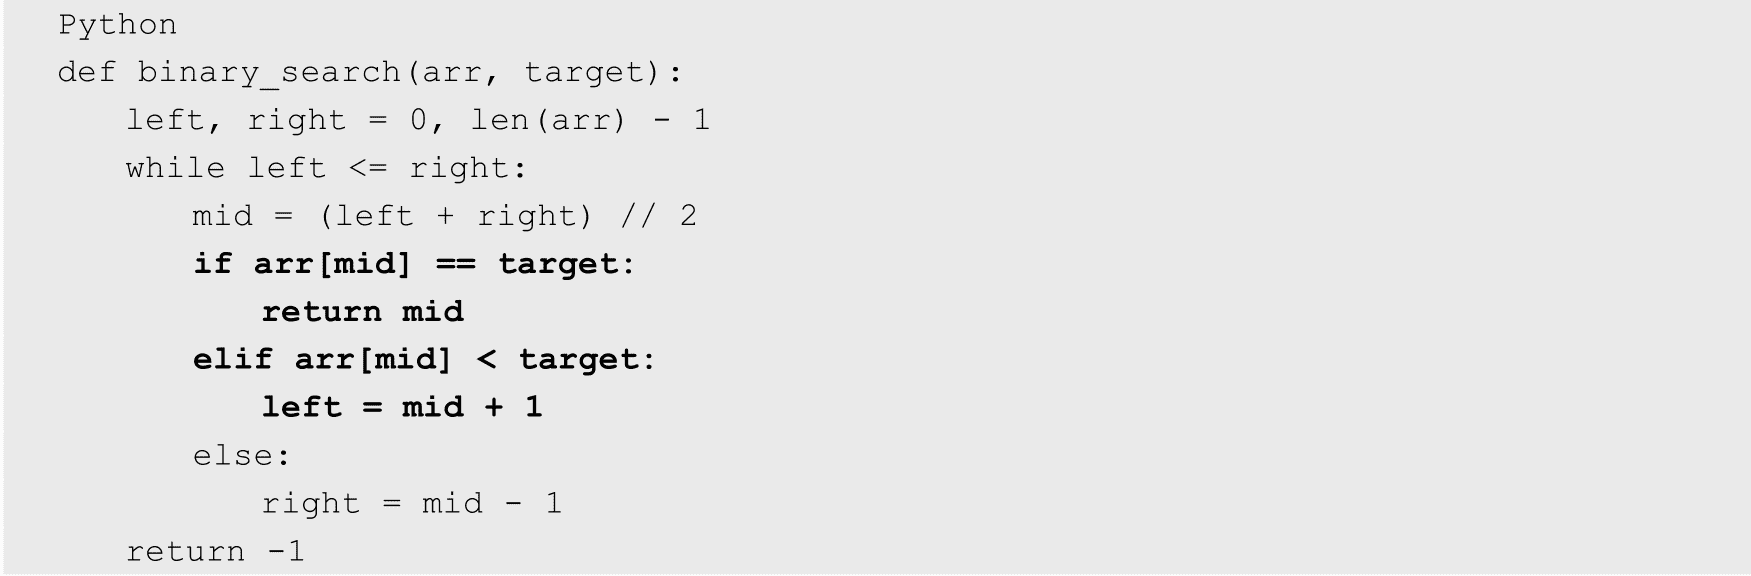 Python
def binary_search(arr, target):
    left, right = 0, len(arr) - 1
    while left <= right:
        mid = (left + right) // 2
        if arr[mid] == target:
            return mid
        elif arr[mid] < target:
            left = mid + 1
        else:
            right = mid - 1
    return -1